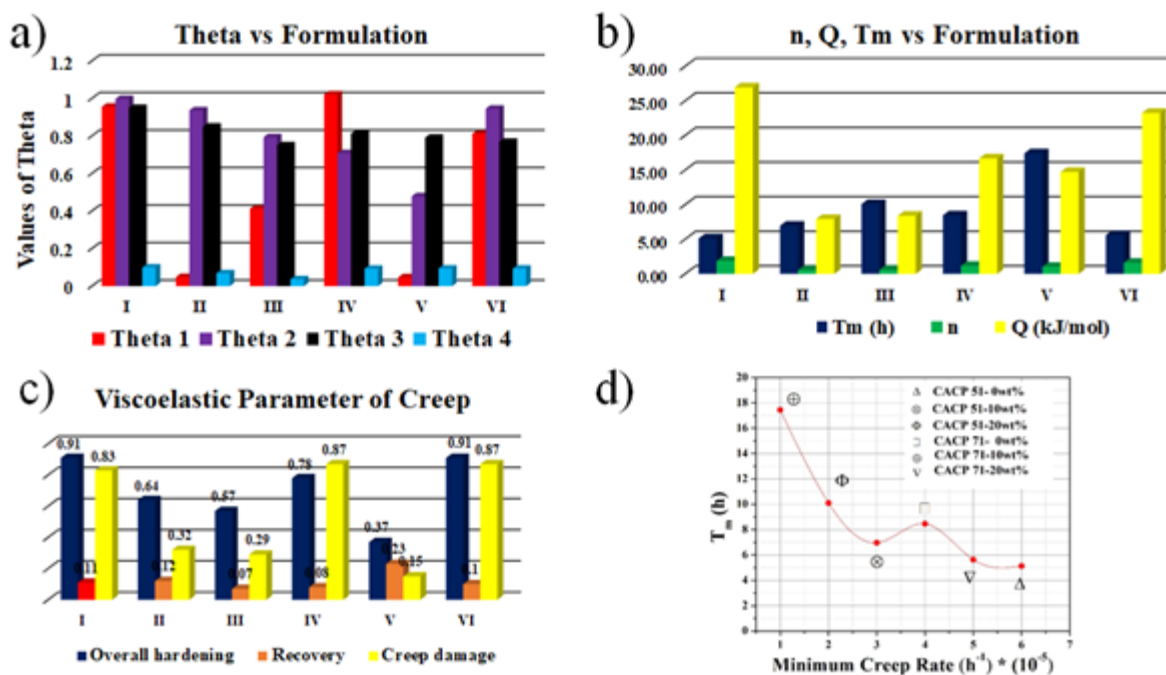 a)
Theta vs Formulation
Values of Theta
1.2
1
0.8
0.6
0.4
0.2
0
I II III IV V VI
Theta 1 Theta 2 Theta 3 Theta 4
b)
n, Q, Tm vs Formulation
30.00
25.00
20.00
15.00
10.00
5.00
0.00
I II III IV V VI
Tm (h) n Q (kJ/mol)
c)
Viscoelastic Parameter of Creep
0.91 0.11 0.83
0.64 0.12 0.32
0.57 0.07 0.29
0.78 0.08 0.87
0.37 0.23 0.15
0.91 0.1 0.87
I II III IV V VI
Overall hardening Recovery Creep damage
d)
T_m (h)
20
18
16
14
12
10
8
6
4
2
0
⊕
Φ
⊗
□
∇
Δ
CACP 51- 0wt% Δ
⊗ CACP 51-10wt%
Φ CACP 51-20wt%
□ CACP 71- 0wt%
CACP 71-10wt%
∇ CACP 71-20wt%
1 2 3 4 5 6 7
Minimum Creep Rate (h⁻¹) * (10⁻⁵)